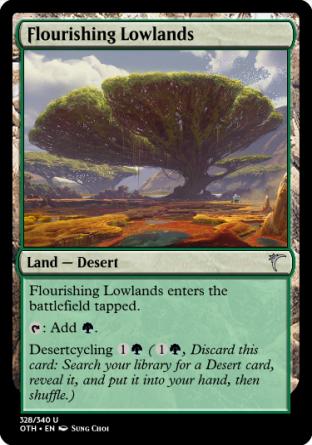 Flourishing Lowlands
Land — Desert
Flourishing Lowlands enters the
battlefield tapped.
: Add .
Desertcycling 1 ( 1 , Discard this
card: Search your library for a Desert card,
reveal it, and put it into your hand, then
shuffle.)
328/340 U
OTH • EN Sung Choi